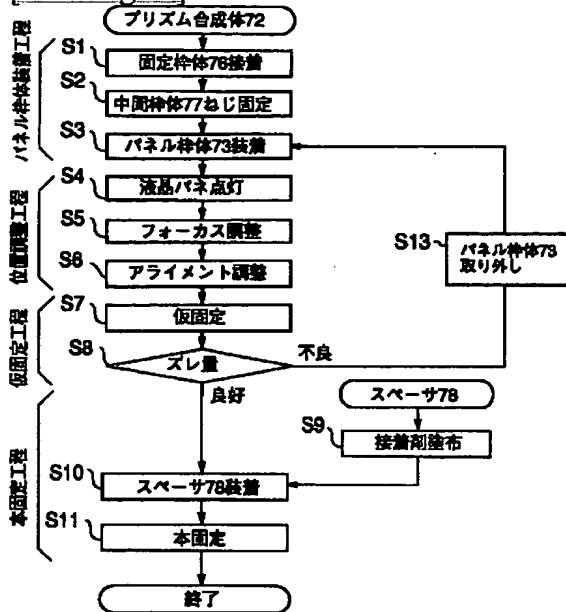 プリズム合成体72
パネル枠体装着工程
S1
固定枠体76接着
S2
中間枠体77ねじ固定
S3
パネル枠体73装着
位置調整工程
S4
液晶パネ点灯
S5
フォーカス調整
S6
アライメント調整
S13
パネル枠体73
取り外し
仮固定工程
S7
仮固定
S8
ズレ量
不良
良好
本固定工程
スペーサ78
S9
接着剤塗布
S10
スペーサ78装着
S11
本固定
終了